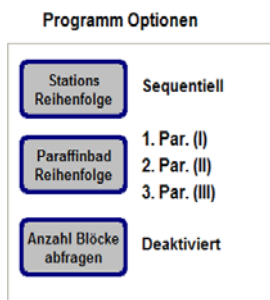 Programm Optionen
Stations
Reihenfolge
Sequentiell
Paraffinbad
Reihenfolge
1. Par. (I)
2. Par. (II)
3. Par. (III)
Anzahl Blöcke
abfragen
Deaktiviert